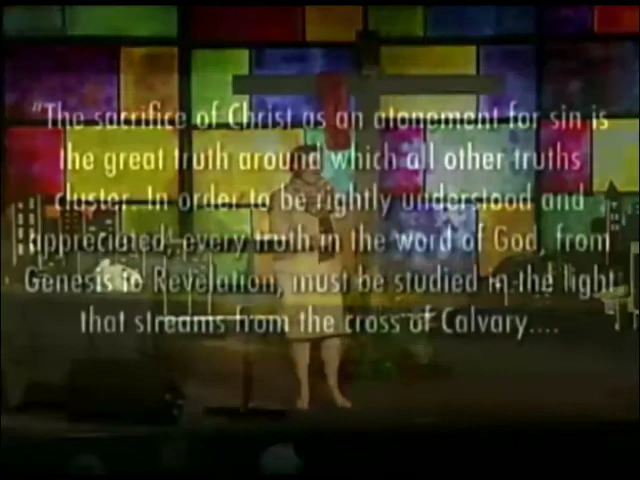 “The sacrifice of Christ as an atonement for sin is
the great truth around which all other truths
cluster. In order to be rightly understood and
appreciated, every truth in the word of God, from
Genesis to Revelation, must be studied in the light
that streams from the cross of Calvary....